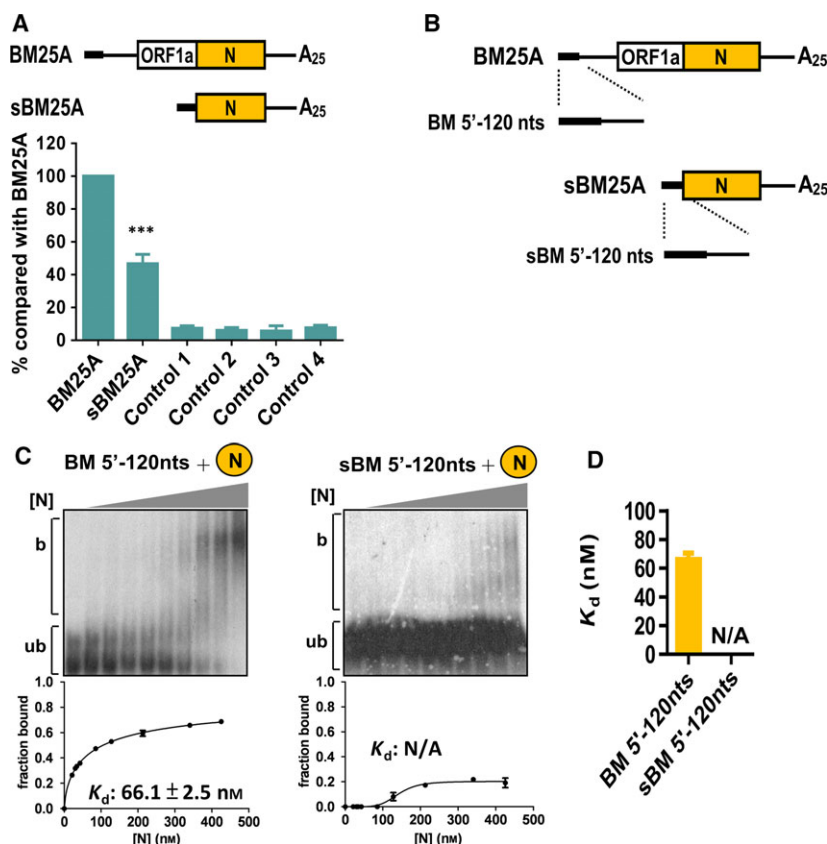 A
BM25A
ORF1a
N
A25
sBM25A
N
A25
% compared with BM25A
120
100
80
60
40
20
0
***
BM25A
sBM25A
Control 1
Control 2
Control 3
Control 4
B
BM25A
ORF1a
N
A25
BM 5'-120 nts
sBM25A
N
A25
sBM 5'-120 nts
C
BM 5'-120nts + N
[N]
b
ub
fraction bound
1.0
0.8
0.6
0.4
0.2
0.0
Kd: 66.1 ± 2.5 nM
0 100 200 300 400 500
[N] (nM)
sBM 5'-120nts + N
[N]
b
ub
fraction bound
1.0
0.8
0.6
0.4
0.2
0.0
Kd: N/A
0 100 200 300 400 500
[N] (nM)
D
Kd (nM)
100
80
60
40
20
0
N/A
BM 5'-120nts
sBM 5'-120nts